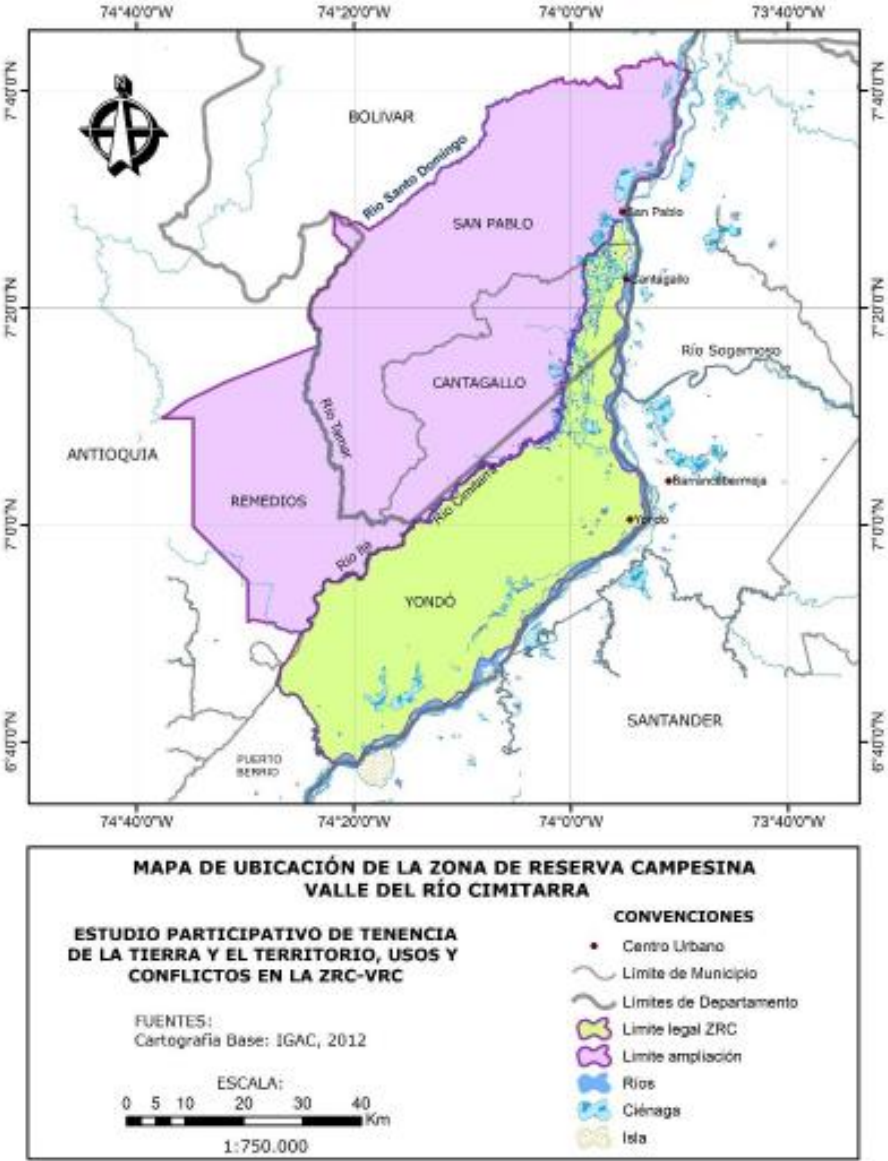 74°40'0"W 74°20'0"W 74°0'0"W 73°40'0"W
7°40'0"N 7°40'0"N
N
BOLIVAR
Río Santo Domingo
SAN PABLO
San Pablo
Cantagallo
7°20'0"N 7°20'0"N
Río Sogamoso
CANTAGALLO
Río Tamar
ANTIOQUIA
Barrancabermeja
REMEDIOS
Río Cimitarra
Yondó
7°0'0"N 7°0'0"N
Río Ité
YONDÓ
SANTANDER
6°40'0"N 6°40'0"N
PUERTO
BERRIO
74°40'0"W 74°20'0"W 74°0'0"W 73°40'0"W
MAPA DE UBICACIÓN DE LA ZONA DE RESERVA CAMPESINA
VALLE DEL RÍO CIMITARRA
ESTUDIO PARTICIPATIVO DE TENENCIA
DE LA TIERRA Y EL TERRITORIO, USOS Y
CONFLICTOS EN LA ZRC-VRC
FUENTES:
Cartografía Base: IGAC, 2012
ESCALA:
0 5 10 20 30 40
Km
1:750.000
CONVENCIONES
Centro Urbano
Límite de Municipio
Límites de Departamento
Limite legal ZRC
Limite ampliación
Ríos
Ciénaga
Isla